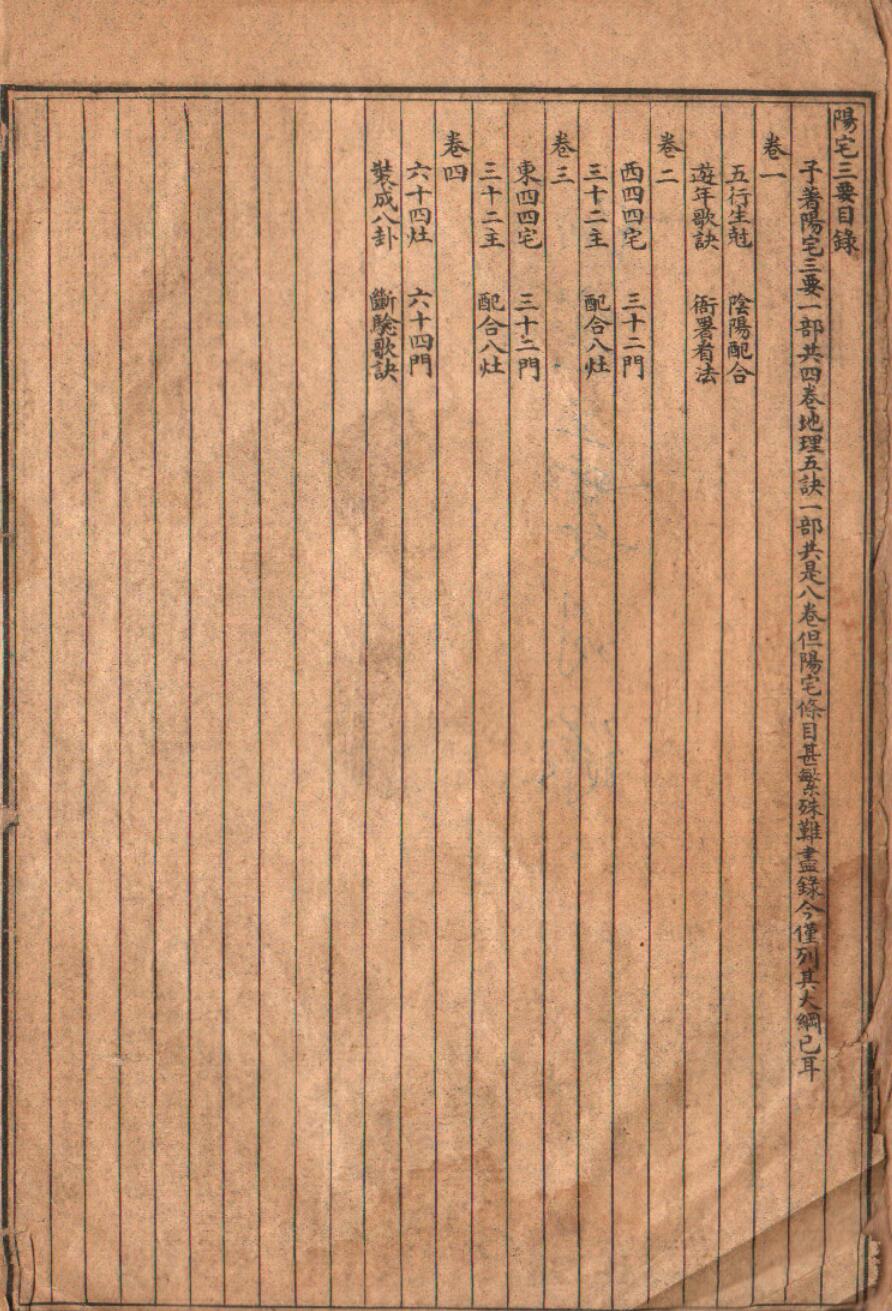 陽宅三要目錄
予著陽宅三要一部共四卷地理五訣一部共是八卷但陽宅條目甚繁殊難盡錄今僅列其大綱已耳
卷一
五行生尅　陰陽配合
遊年歌訣　衙署看法
卷二
西四四宅　三十二門
三十二主　配合八灶
卷三
東四四宅　三十二門
三十二主　配合八灶
卷四
六十四灶　六十四門
裝成八卦　斷驗歌訣